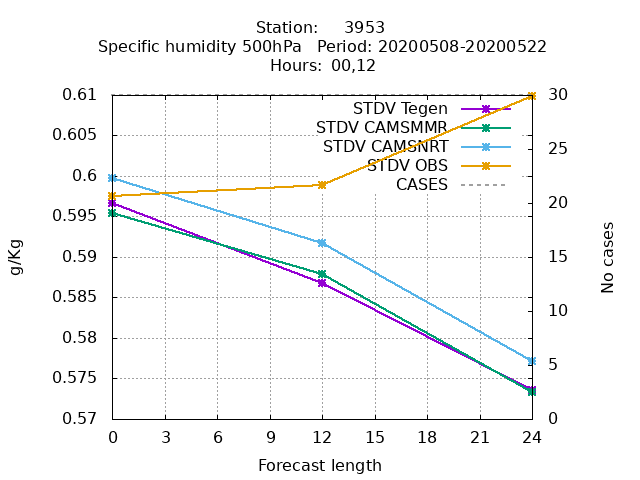 Station: 3953
Specific humidity 500hPa Period: 20200508-20200522
Hours: 00,12
0.61
0.605
0.6
0.595
0.59
0.585
0.58
0.575
0.57
g/Kg
STDV Tegen
STDV CAMSMMR
STDV CAMSNRT
STDV OBS
CASES
30
25
20
15
10
5
0
No cases
0 3 6 9 12 15 18 21 24
Forecast length